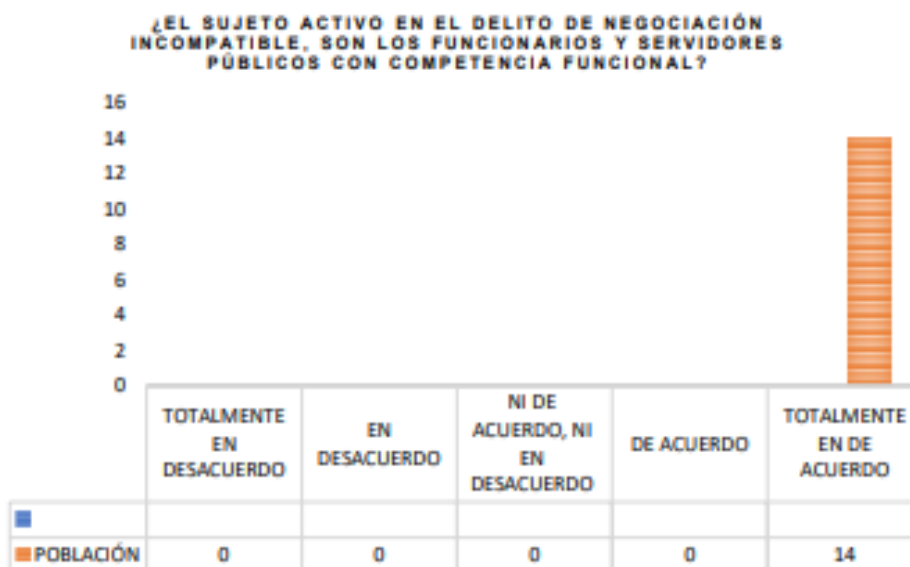 ¿EL SUJETO ACTIVO EN EL DELITO DE NEGOCIACIÓN
INCOMPATIBLE, SON LOS FUNCIONARIOS Y SERVIDORES
PÚBLICOS CON COMPETENCIA FUNCIONAL?
16
14
12
10
8
6
4
2
0
TOTALMENTE
EN
DESACUERDO
EN
DESACUERDO
NI DE
ACUERDO, NI
EN
DESACUERDO
DE ACUERDO
TOTALMENTE
EN DE
ACUERDO
POBLACIÓN 0 0 0 0 14